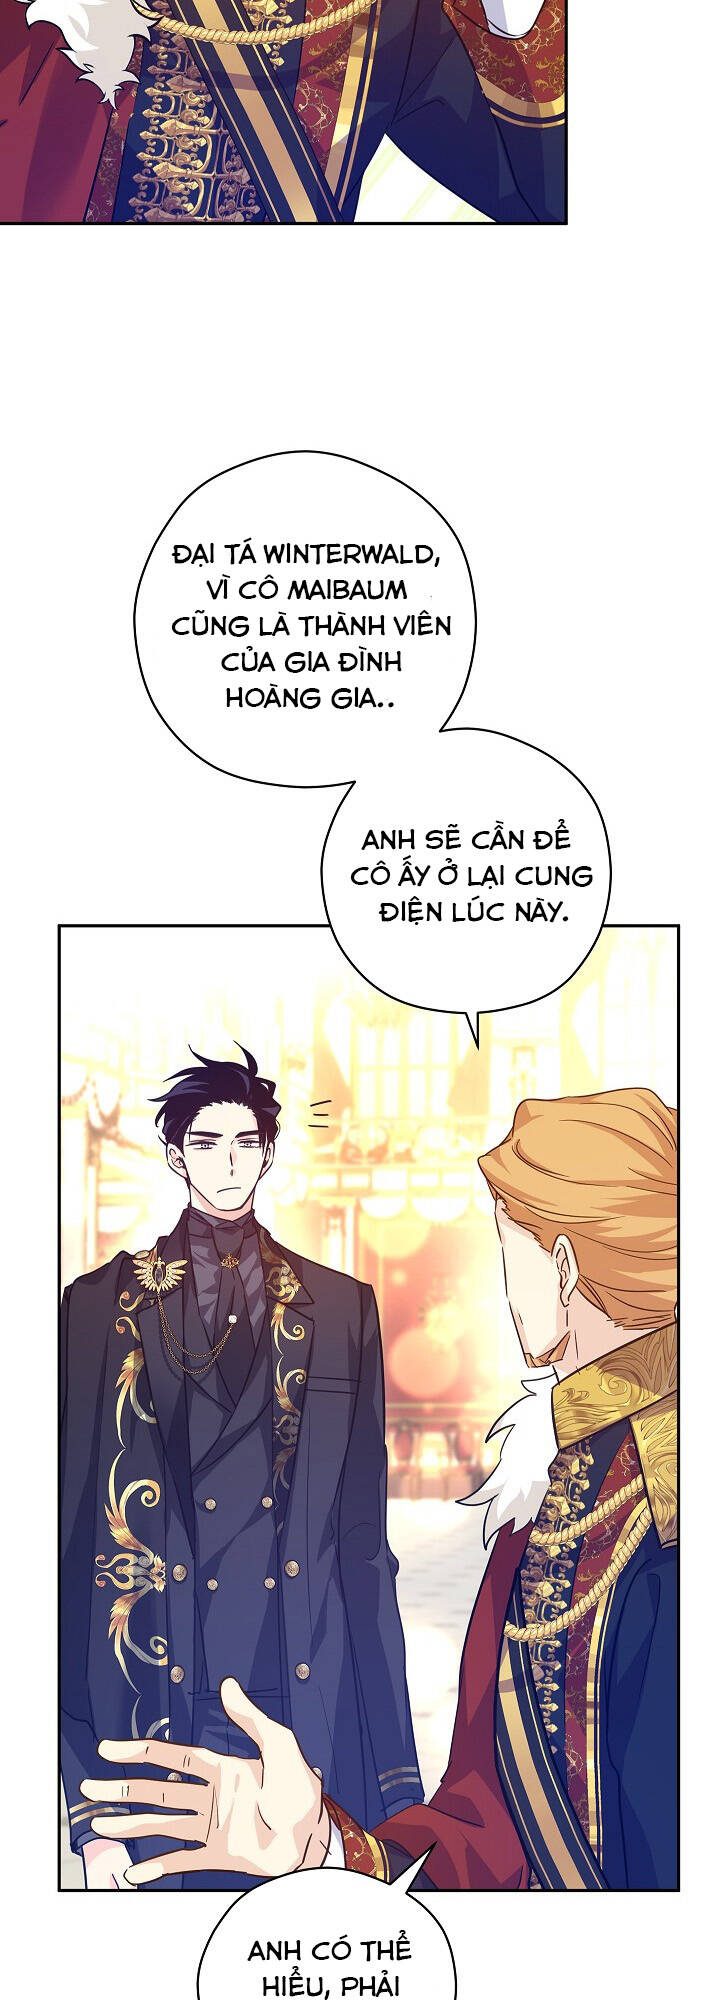 ĐẠI TÁ WINTERWALD,
VÌ CÔ MAIBAUM
CŨNG LÀ THÀNH VIÊN
CỦA GIA ĐÌNH
HOÀNG GIA..
ANH SẼ CẦN ĐỂ
CÔ ẤY Ở LẠI CUNG
ĐIỆN LÚC NÀY.
ANH CÓ THỂ
HIỂU, PHẢI